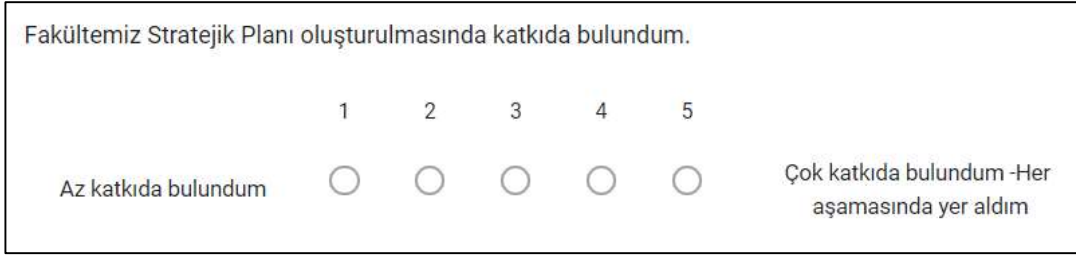 Fakültemiz Stratejik Planı oluşturulmasında katkıda bulundum.
1 2 3 4 5
Az katkıda bulundum
Çok katkıda bulundum -Her
aşamasında yer aldım